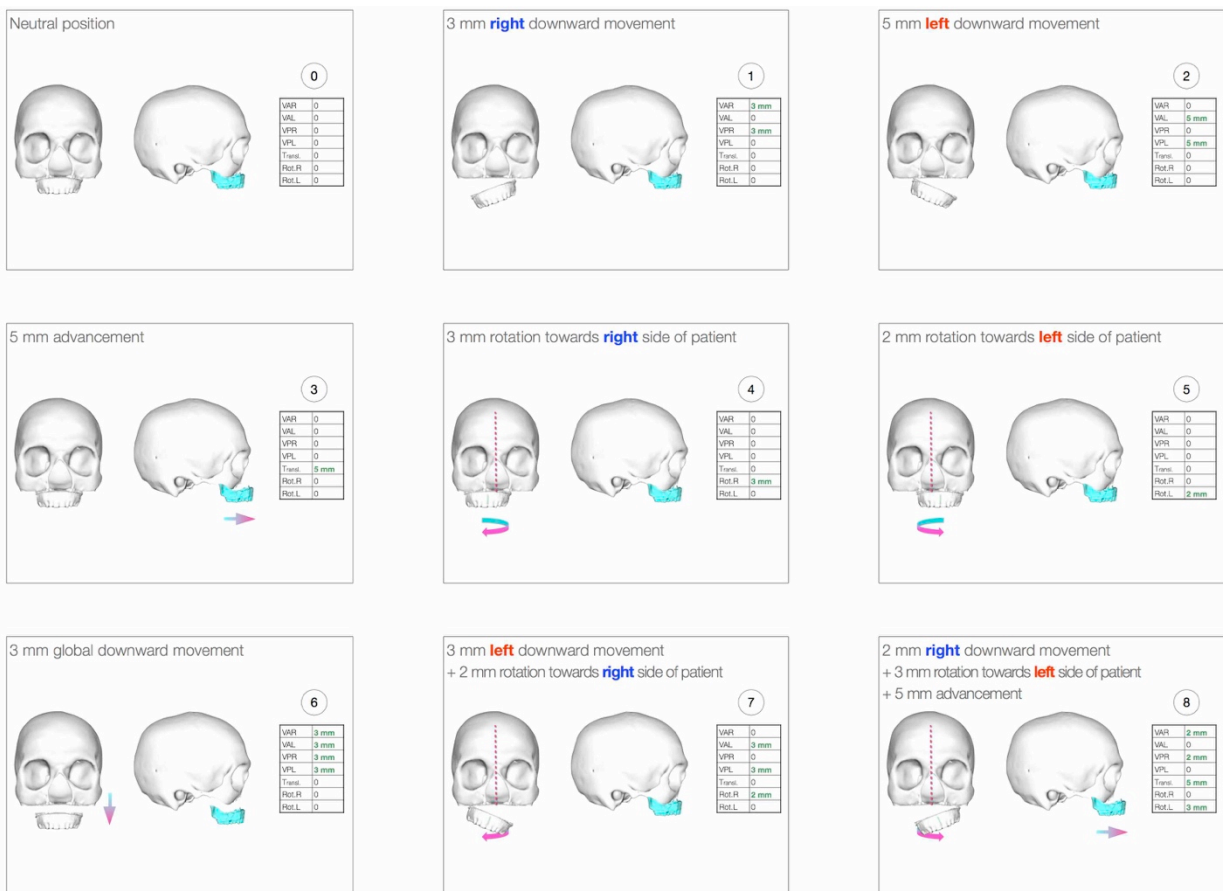 Neutral position
0
VAR 0
VAL 0
VPR 0
VPL 0
Transl. 0
Rot.R 0
Rot.L 0
3 mm right downward movement
1
VAR 3 mm
VAL 0
VPR 3 mm
VPL 0
Transl. 0
Rot.R 0
Rot.L 0
5 mm left downward movement
2
VAR 0
VAL 5 mm
VPR 0
VPL 5 mm
Transl. 0
Rot.R 0
Rot.L 0
5 mm advancement
3
VAR 0
VAL 0
VPR 0
VPL 0
Transl. 5 mm
Rot.R 0
Rot.L 0
3 mm rotation towards right side of patient
4
VAR 0
VAL 0
VPR 0
VPL 0
Transl. 0
Rot.R 3 mm
Rot.L 0
2 mm rotation towards left side of patient
5
VAR 0
VAL 0
VPR 0
VPL 0
Transl. 0
Rot.R 0
Rot.L 2 mm
3 mm global downward movement
6
VAR 3 mm
VAL 3 mm
VPR 3 mm
VPL 3 mm
Transl. 0
Rot.R 0
Rot.L 0
3 mm left downward movement
+ 2 mm rotation towards right side of patient
7
VAR 0
VAL 3 mm
VPR 0
VPL 3 mm
Transl. 0
Rot.R 2 mm
Rot.L 0
2 mm right downward movement
+ 3 mm rotation towards left side of patient
+ 5 mm advancement
8
VAR 2 mm
VAL 0
VPR 2 mm
VPL 0
Transl. 5 mm
Rot.R 0
Rot.L 3 mm